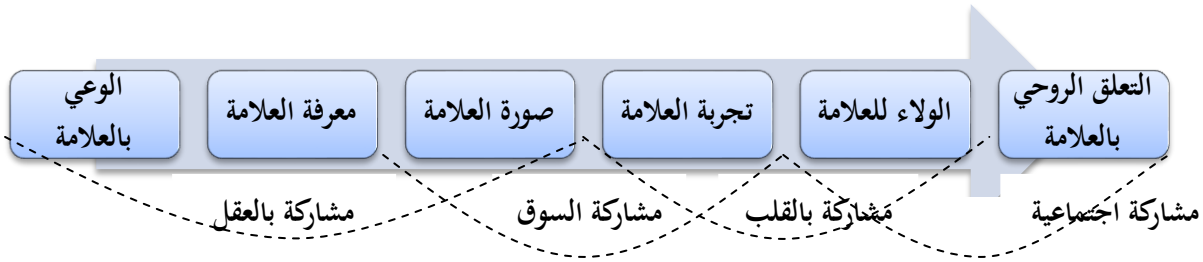 الوعي
بالعلامة
معرفة العلامة
صورة العلامة
تجربة العلامة
الولاء للعلامة
التعلق الروحي
بالعلامة
مشاركة بالعقل
مشاركة السوق
مشاركة بالقلب
مشاركة اجتماعية